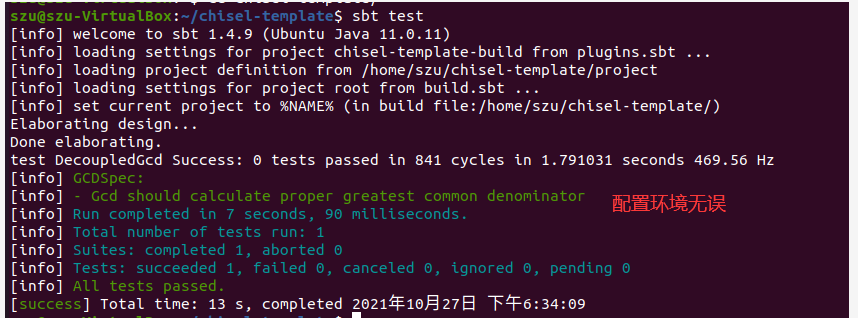 szu@szu-VirtualBox:~/chisel-template$ sbt test
[info] welcome to sbt 1.4.9 (Ubuntu Java 11.0.11)
[info] loading settings for project chisel-template-build from plugins.sbt ...
[info] loading project definition from /home/szu/chisel-template/project
[info] loading settings for project root from build.sbt ...
[info] set current project to %NAME% (in build file:/home/szu/chisel-template/)
Elaborating design...
Done elaborating.
test DecoupledGcd Success: 0 tests passed in 841 cycles in 1.791031 seconds 469.56 Hz
[info] GCDSpec:
[info] - Gcd should calculate proper greatest common denominator
配置环境无误
[info] Run completed in 7 seconds, 90 milliseconds.
[info] Total number of tests run: 1
[info] Suites: completed 1, aborted 0
[info] Tests: succeeded 1, failed 0, canceled 0, ignored 0, pending 0
[info] All tests passed.
[success] Total time: 13 s, completed 2021年10月27日 下午6:34:09